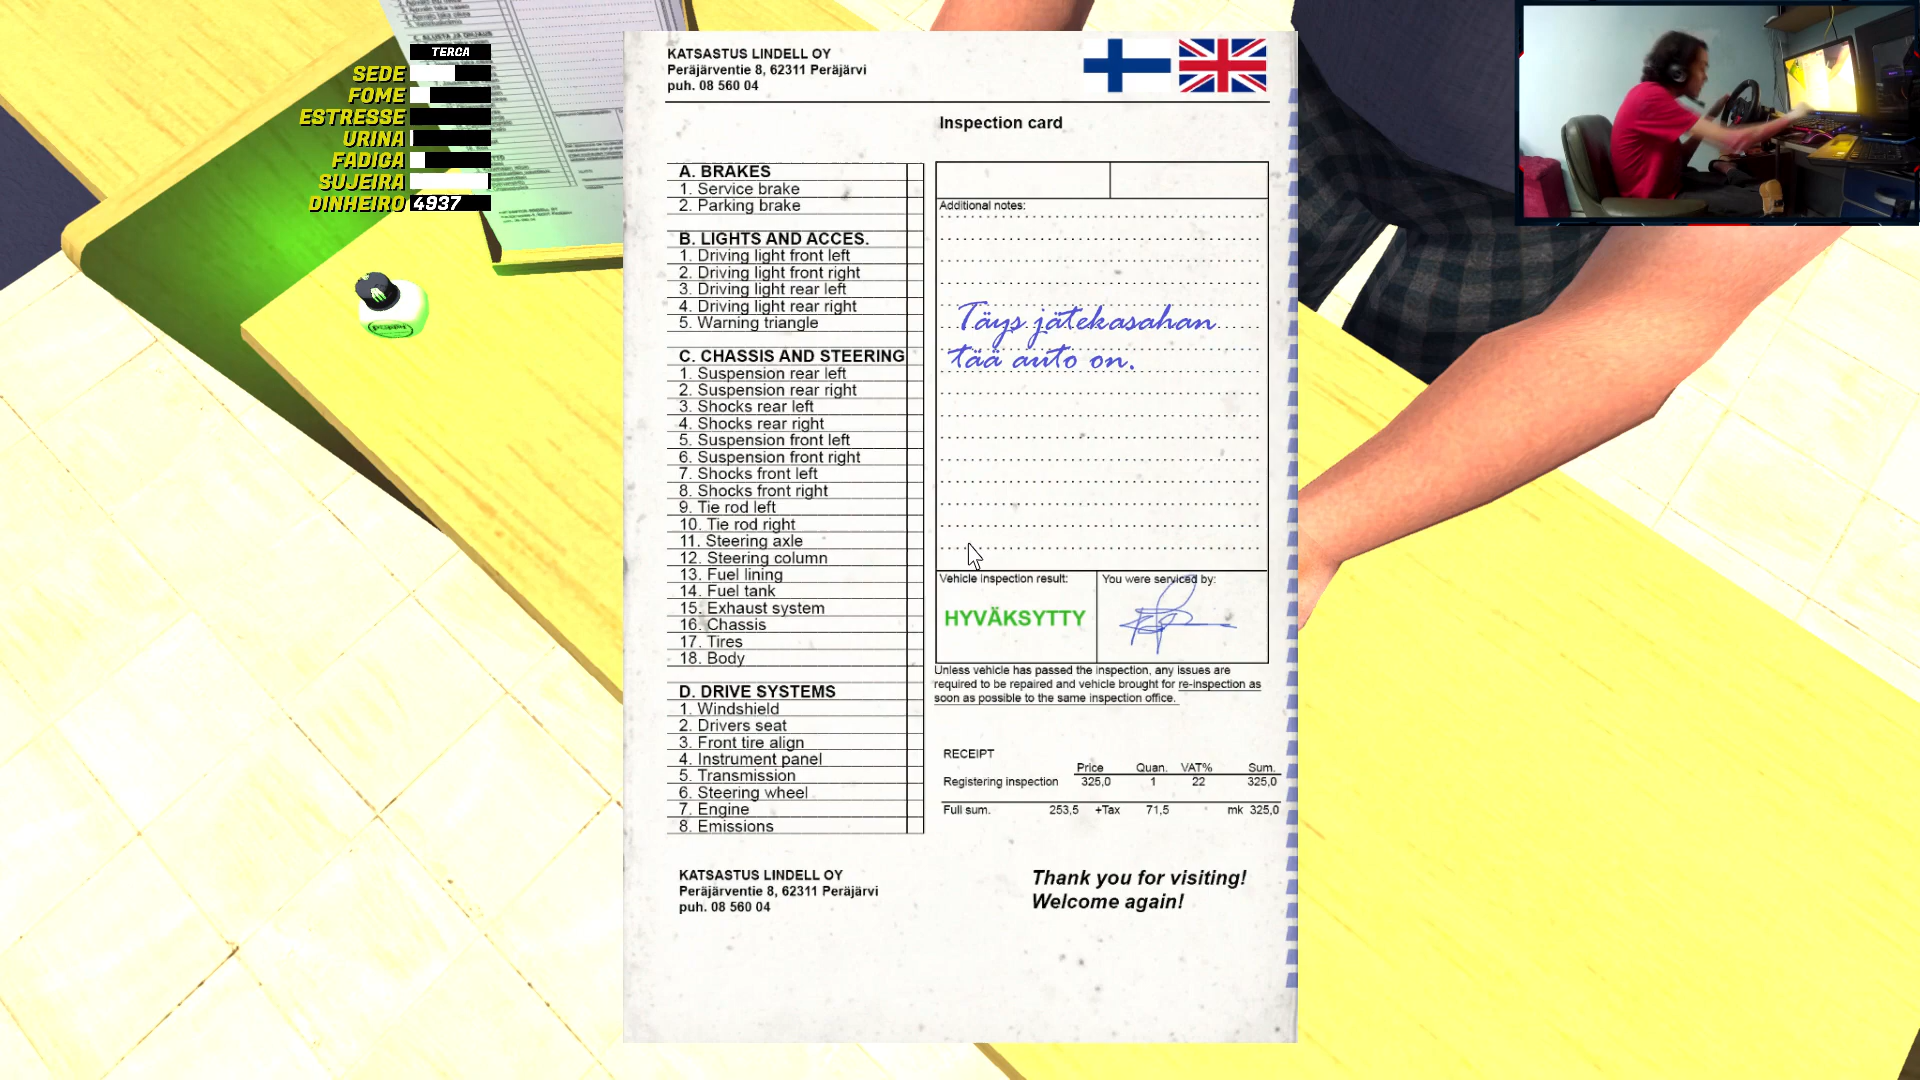 TERCA
SEDE
FOME
ESTRESSE
URINA
FADIGA
SUJEIRA
DINHEIRO 4937
KATSASTUS LINDELL OY
Peräjärventie 8, 62311 Peräjärvi
puh. 08 560 04
Inspection card
A. BRAKES
1. Service brake
2. Parking brake
B. LIGHTS AND ACCES.
1. Driving light front left
2. Driving light front right
3. Driving light rear left
4. Driving light rear right
5. Warning triangle
C. CHASSIS AND STEERING
1. Suspension rear left
2. Suspension rear right
3. Shocks rear left
4. Shocks rear right
5. Suspension front left
6. Suspension front right
7. Shocks front left
8. Shocks front right
9. Tie rod left
10. Tie rod right
11. Steering axle
12. Steering column
13. Fuel lining
14. Fuel tank
15. Exhaust system
16. Chassis
17. Tires
18. Body
D. DRIVE SYSTEMS
1. Windshield
2. Drivers seat
3. Front tire align
4. Instrument panel
5. Transmission
6. Steering wheel
7. Engine
8. Emissions
Additional notes:
Täys jätekasahan
tää auto on.
Vehicle inspection result:
HYVÄKSYTTY
You were serviced by:
Unless vehicle has passed the inspection, any issues are
required to be repaired and vehicle brought for re-inspection as
soon as possible to the same inspection office.
RECEIPT
Price Quan. VAT% Sum.
Registering inspection 325,0 1 22 325,0
Full sum. 253,5 +Tax 71,5 mk 325,0
KATSASTUS LINDELL OY
Peräjärventie 8, 62311 Peräjärvi
puh. 08 560 04
Thank you for visiting!
Welcome again!